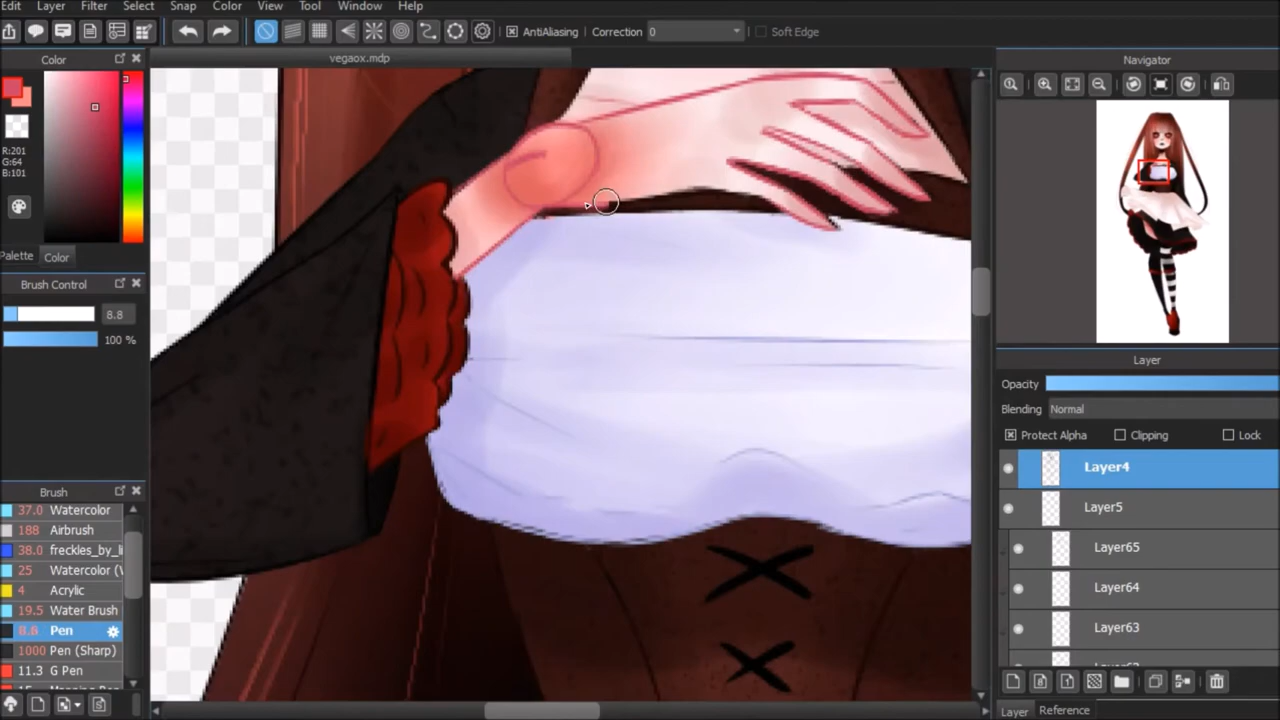 Edit Layer Filter Select Snap Color View Tool Window Help
AntiAliasing Correction 0 Soft Edge
Color
vegaox.mdp
Navigator
R:201
G:64
B:101
Palette Color
Brush Control
8.8
100 %
Layer
Opacity
Blending Normal
Protect Alpha Clipping Lock
Layer4
Layer5
Layer65
Layer64
Layer63
Brush
37.0 Watercolor
188 Airbrush
38.0 freckles_by_li
25 Watercolor (V
4 Acrylic
19.5 Water Brush
8.8 Pen
1000 Pen (Sharp)
11.3 G Pen
Layer Reference